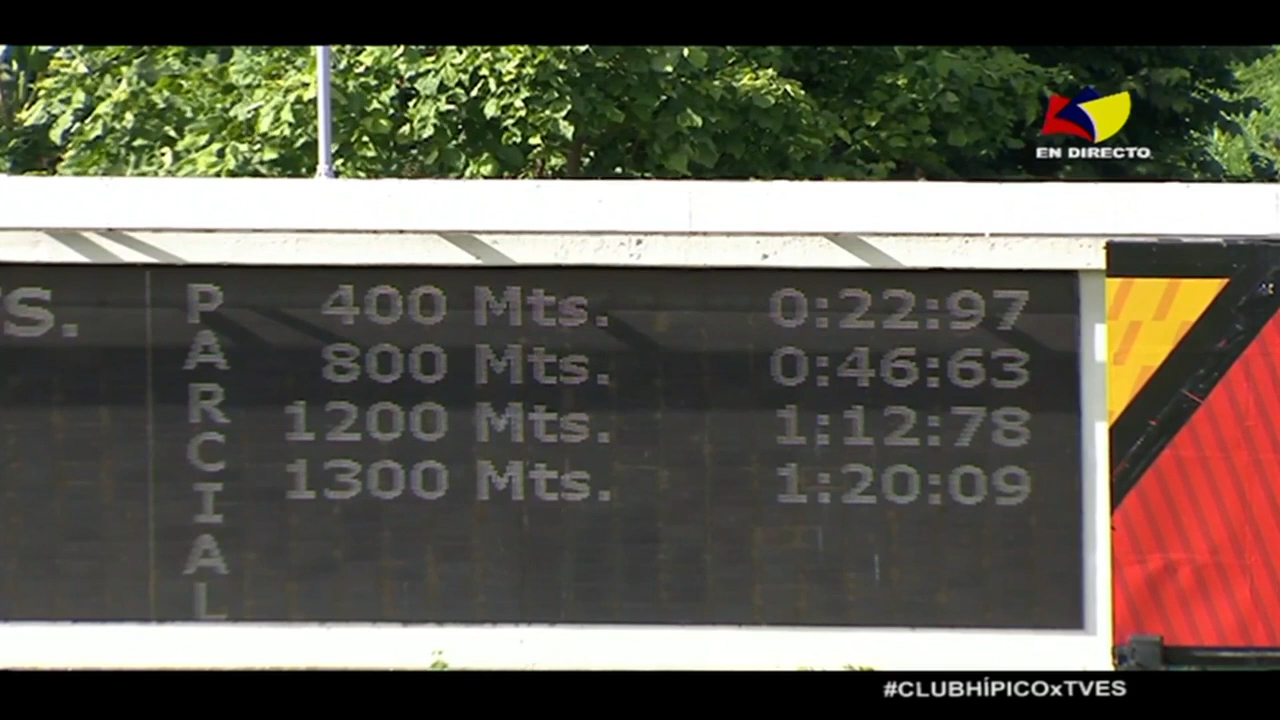 EN DIRECTO
S.
PARCIAL
400 Mts. 0:22:97
800 Mts. 0:46:63
1200 Mts. 1:12:78
1300 Mts. 1:20:09
#CLUBHÍPICOxTVES